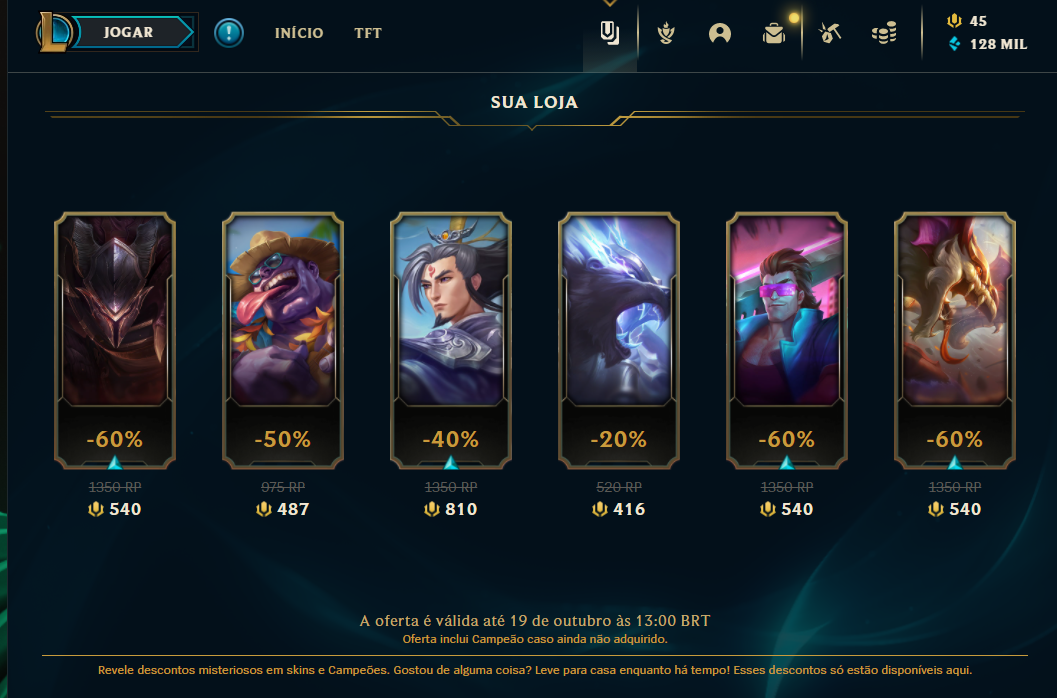 JOGAR
INÍCIO
TFT
45
128 MIL
SUA LOJA
-60%
-50%
-40%
-20%
-60%
-60%
1350 RP
975 RP
1350 RP
520 RP
1350 RP
1350 RP
540
487
810
416
540
540
A oferta é válida até 19 de outubro às 13:00 BRT
Oferta inclui Campeão caso ainda não adquirido.
Revele descontos misteriosos em skins e Campeões. Gostou de alguma coisa? Leve para casa enquanto há tempo! Esses descontos só estão disponíveis aqui.